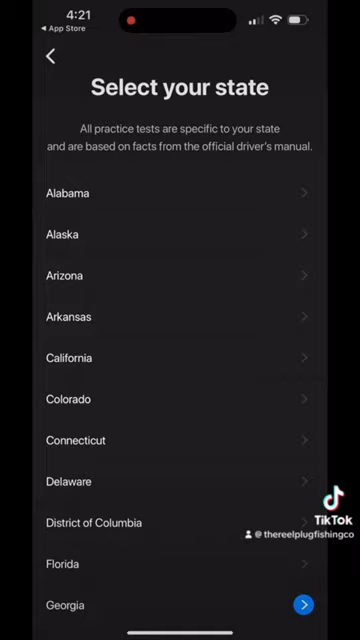 4:21
App Store
Select your state
All practice tests are specific to your state
and are based on facts from the official driver's manual.
Alabama
Alaska
Arizona
Arkansas
California
Colorado
Connecticut
Delaware
TikTok
District of Columbia
@thereelplugfishingco
Florida
Georgia